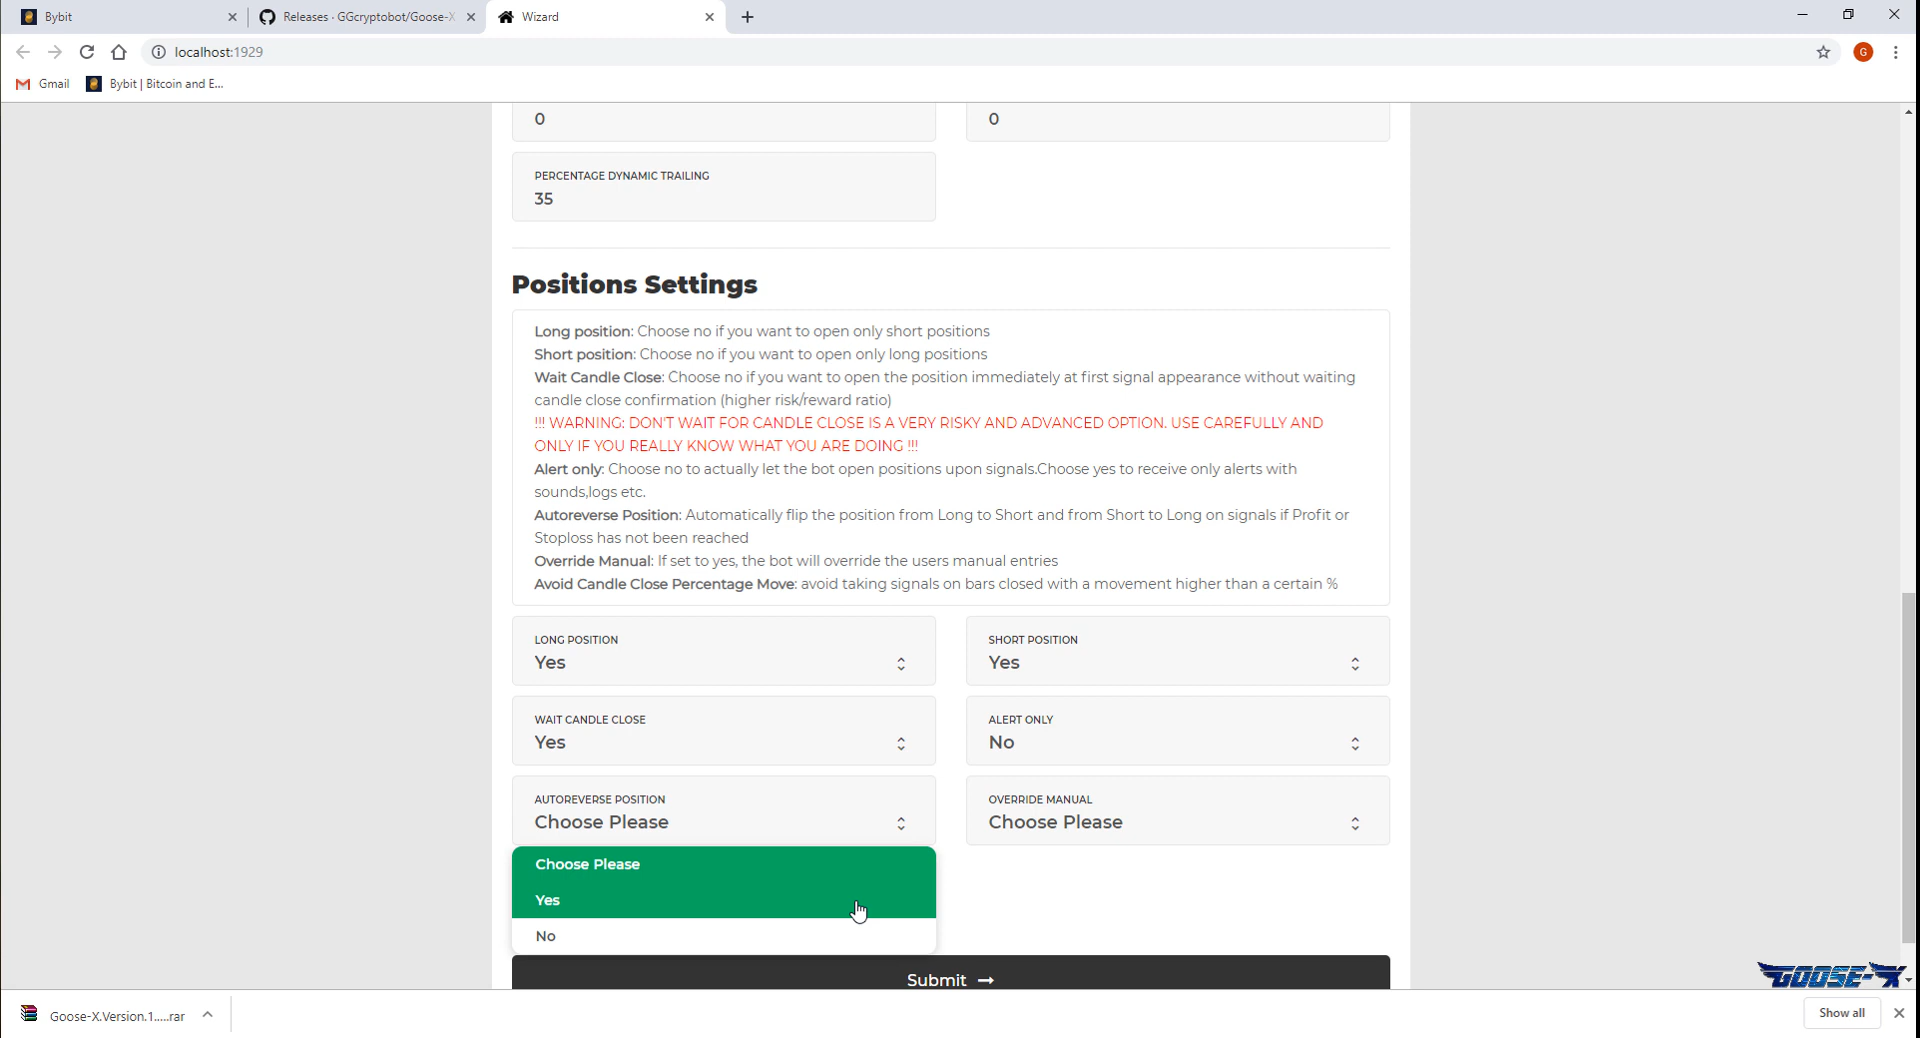 Bybit
Releases · GGcryptobot/Goose-X
Wizard
localhost:1929
G
Gmail
Bybit | Bitcoin and E...
0
0
PERCENTAGE DYNAMIC TRAILING
35
Positions Settings
Long position: Choose no if you want to open only short positions
Short position: Choose no if you want to open only long positions
Wait Candle Close: Choose no if you want to open the position immediately at first signal appearance without waiting
candle close confirmation (higher risk/reward ratio)
!!! WARNING: DON'T WAIT FOR CANDLE CLOSE IS A VERY RISKY AND ADVANCED OPTION. USE CAREFULLY AND
ONLY IF YOU REALLY KNOW WHAT YOU ARE DOING !!!
Alert only: Choose no to actually let the bot open positions upon signals.Choose yes to receive only alerts with
sounds,logs etc.
Autoreverse Position: Automatically flip the position from Long to Short and from Short to Long on signals if Profit or
Stoploss has not been reached
Override Manual: If set to yes, the bot will override the users manual entries
Avoid Candle Close Percentage Move: avoid taking signals on bars closed with a movement higher than a certain %
LONG POSITION
Yes
SHORT POSITION
Yes
WAIT CANDLE CLOSE
Yes
ALERT ONLY
No
AUTOREVERSE POSITION
Choose Please
OVERRIDE MANUAL
Choose Please
Choose Please
Yes
No
Submit →
GOOSE-X
Goose-X.Version.1.....rar
Show all